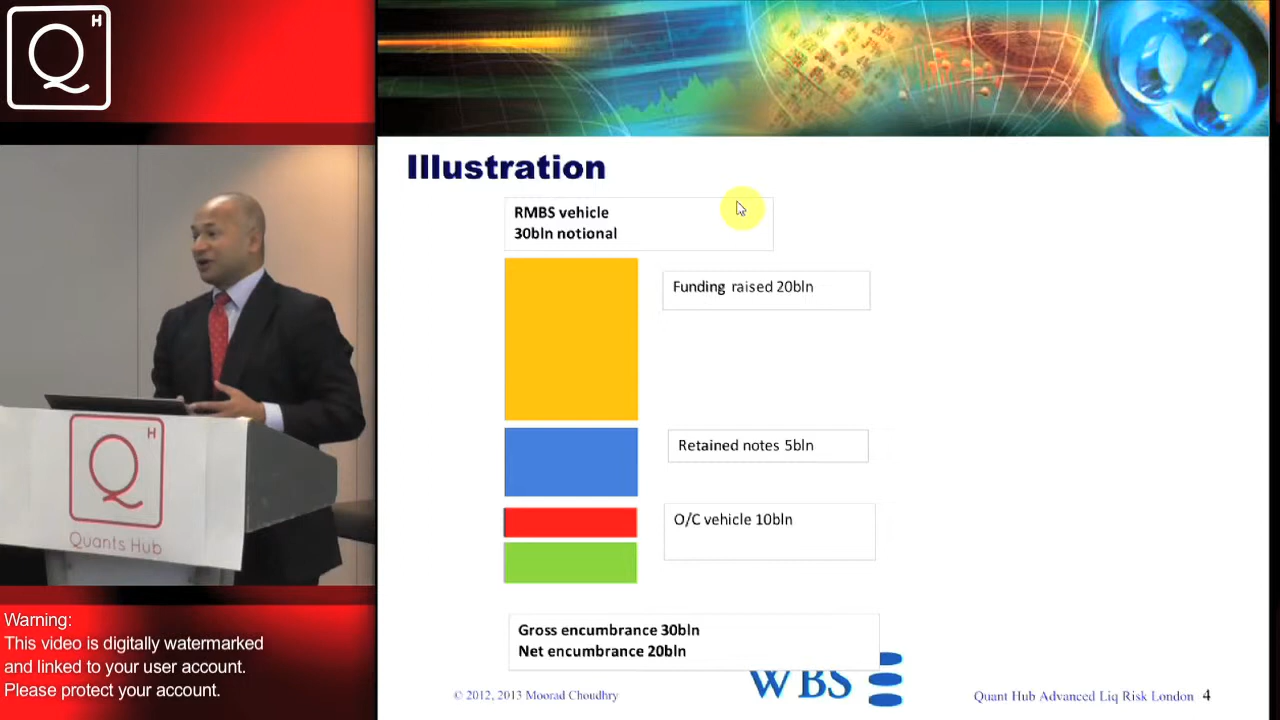 Q H
Illustration
RMBS vehicle
30bln notional
Funding raised 20bln
Retained notes 5bln
O/C vehicle 10bln
Gross encumbrance 30bln
Net encumbrance 20bln
WBS
© 2012, 2013 Moorad Choudhry
Quant Hub Advanced Liq Risk London 4
Q H
Quants Hub
Warning:
This video is digitally watermarked
and linked to your user account.
Please protect your account.